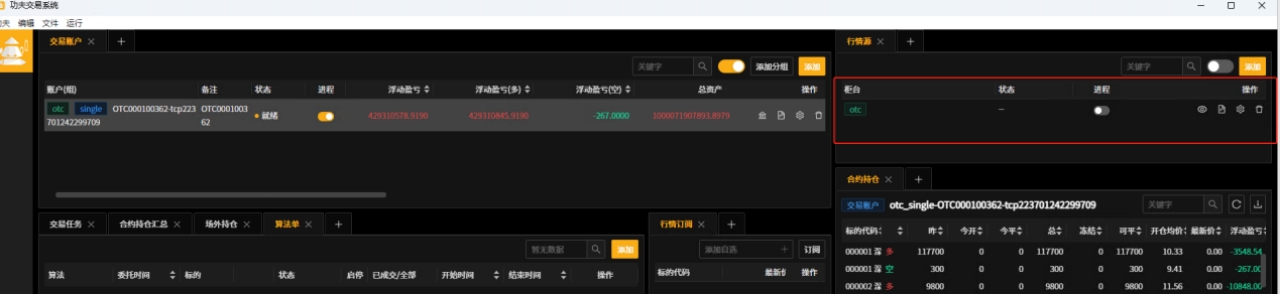 功夫交易系统
功夫 编辑 文件 运行
交易账户
行情源
关键字 添加分组 添加
关键字 添加
账户(组) 备注 状态 进程 浮动盈亏 浮动盈亏(多) 浮动盈亏(空) 总资产 操作
柜台 状态 进程 操作
otc single OTC000100362-tcp223 OTC0001003 就绪 429310578.9190 429310845.9190 -267.0000 1000071907893.8979
701242299709 62
otc –
合约持仓
交易账户 otc_single-OTC000100362-tcp223701242299709 关键字
交易任务 合约持仓汇总 场外持仓 算法单
行情订阅
暂无数据 添加
添加自选 订阅
算法 委托时间 标的 状态 启停 已成交/全部 开始时间 结束时间 操作
标的代码 最新价 操作
标的代码: 昨 今开 今平 总 冻结 可平 开仓均价: 最新价 浮动盈亏:
000001 深 多 117700 0 0 117700 0 117700 10.33 0.00 -3548.54
000001 深 空 300 0 0 300 0 300 9.41 0.00 -267.00
000002 深 多 9800 0 0 9800 0 9800 11.56 0.00 -10848.00